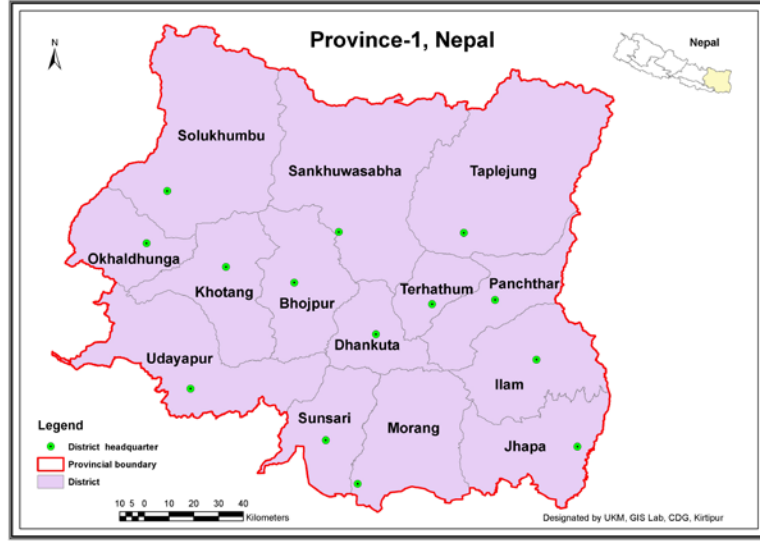 Province-1, Nepal
N
Nepal
Solukhumbu
Sankhuwasabha
Taplejung
Okhaldhunga
Khotang
Bhojpur
Terhathum
Panchthar
Dhankuta
Udayapur
Ilam
Sunsari
Morang
Jhapa
Legend
District headquarter
Provincial boundary
District
10 5 0 10 20 30 40
Kilometers
Designated by UKM, GIS Lab, CDG, Kirtipur